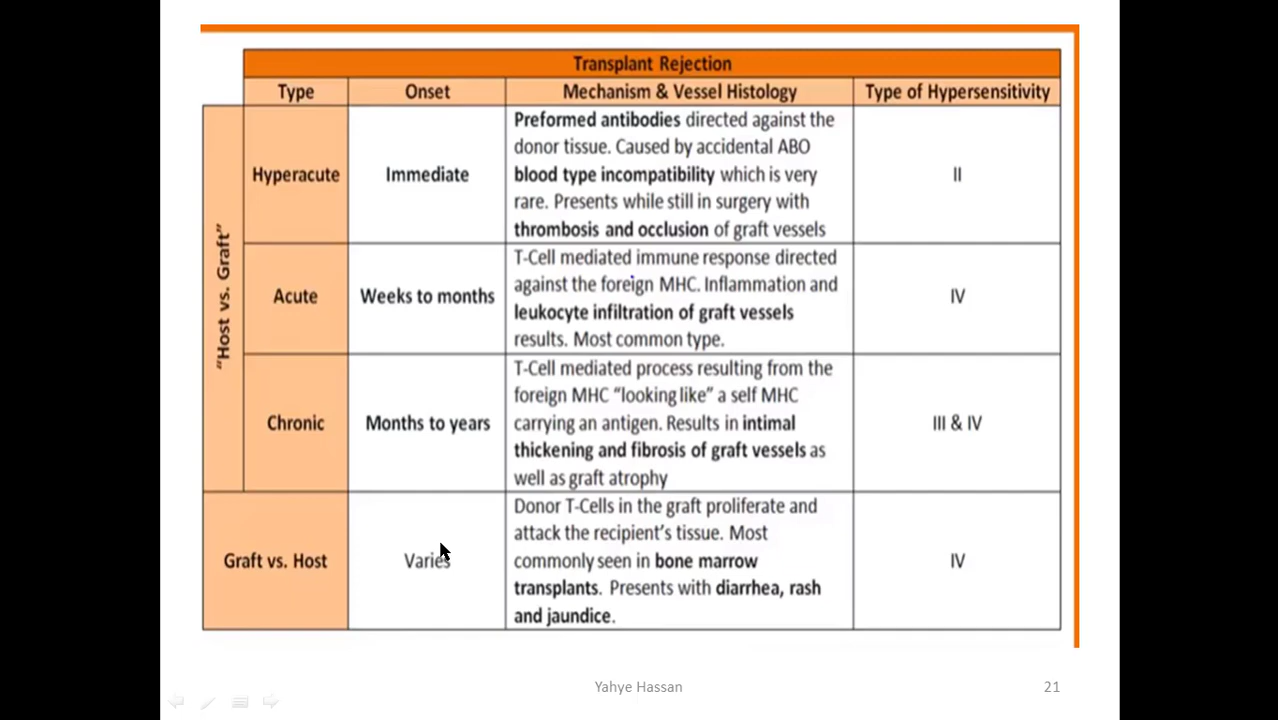 Transplant Rejection
Type
Onset
Mechanism & Vessel Histology
Type of Hypersensitivity
"Host vs. Graft"
Hyperacute
Immediate
Preformed antibodies directed against the
donor tissue. Caused by accidental ABO
blood type incompatibility which is very
rare. Presents while still in surgery with
thrombosis and occlusion of graft vessels
II
Acute
Weeks to months
T-Cell mediated immune response directed
against the foreign MHC. Inflammation and
leukocyte infiltration of graft vessels
results. Most common type.
IV
Chronic
Months to years
T-Cell mediated process resulting from the
foreign MHC "looking like" a self MHC
carrying an antigen. Results in intimal
thickening and fibrosis of graft vessels as
well as graft atrophy
III & IV
Graft vs. Host
Varies
Donor T-Cells in the graft proliferate and
attack the recipient's tissue. Most
commonly seen in bone marrow
transplants. Presents with diarrhea, rash
and jaundice.
IV
Yahye Hassan
21